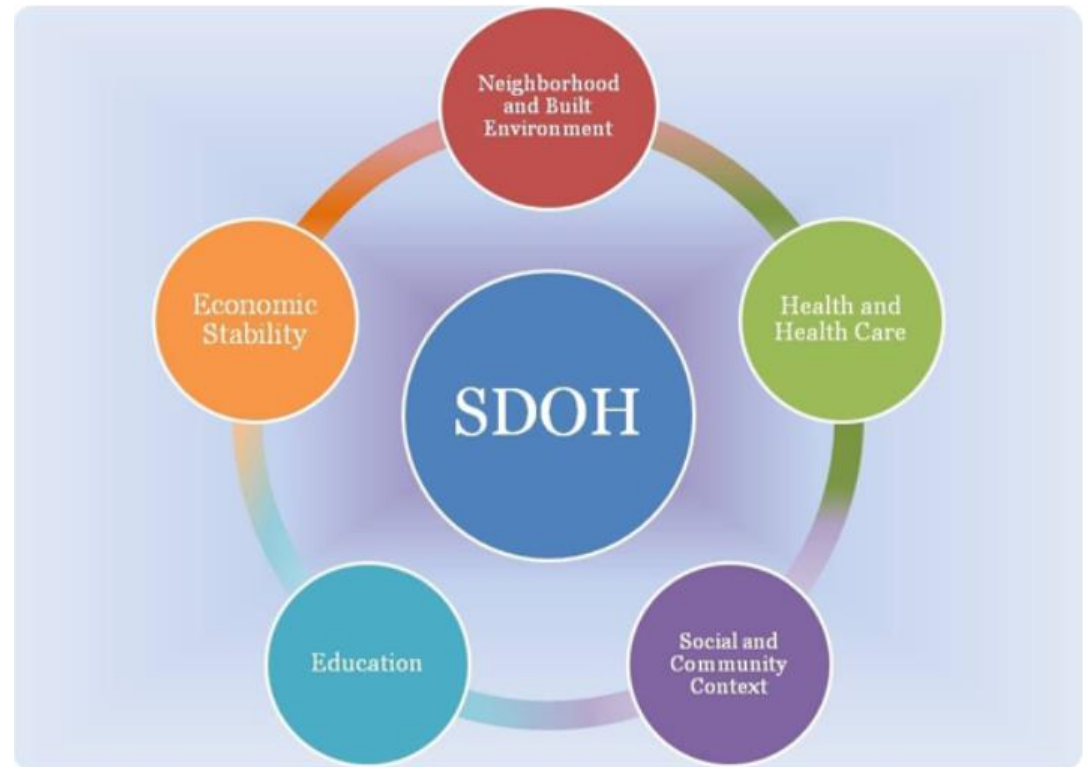 Neighborhood
and Built
Environment
Economic
Stability
Health and
Health Care
SDOH
Education
Social and
Community
Context